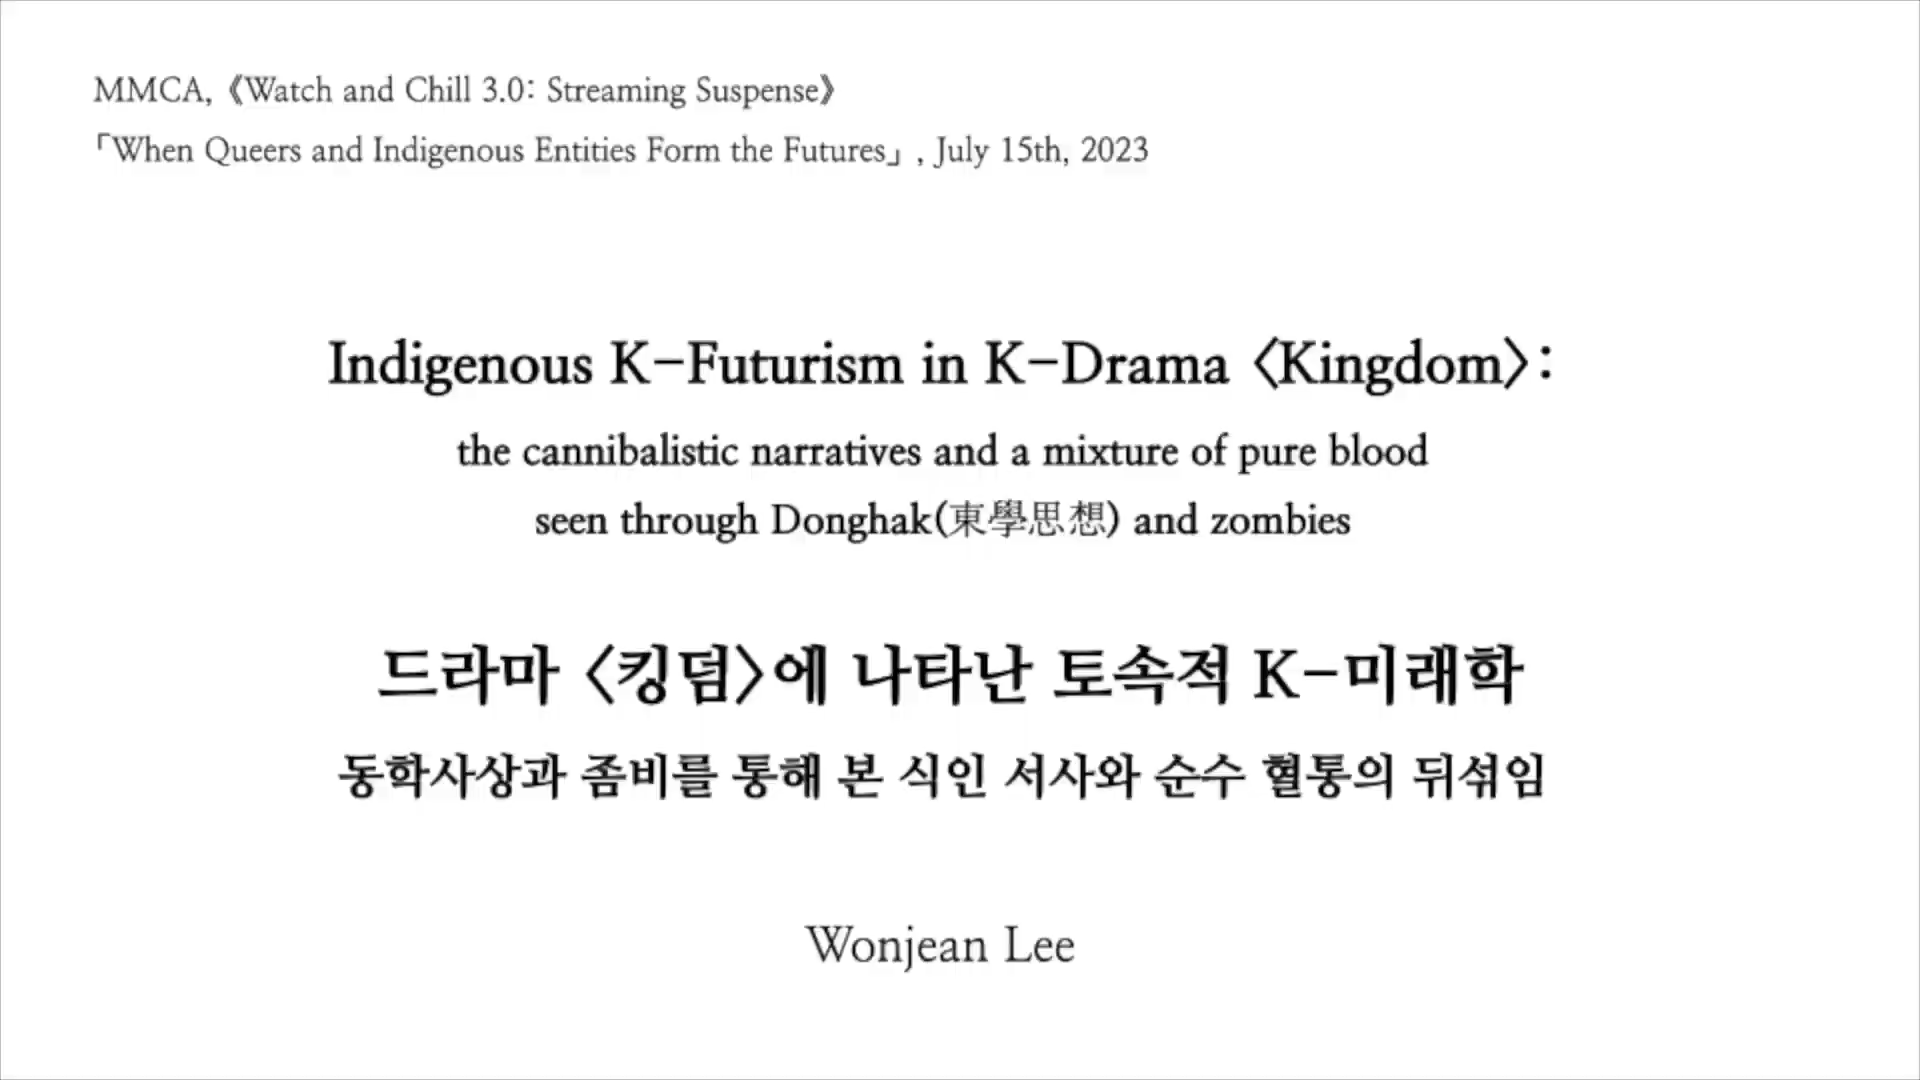 MMCA, 《Watch and Chill 3.0: Streaming Suspense》
「When Queers and Indigenous Entities Form the Futures」, July 15th, 2023
Indigenous K-Futurism in K-Drama 〈Kingdom〉:
the cannibalistic narratives and a mixture of pure blood
seen through Donghak(東學思想) and zombies
드라마 〈킹덤〉에 나타난 토속적 K-미래학
동학사상과 좀비를 통해 본 식인 서사와 순수 혈통의 뒤섞임
Wonjean Lee